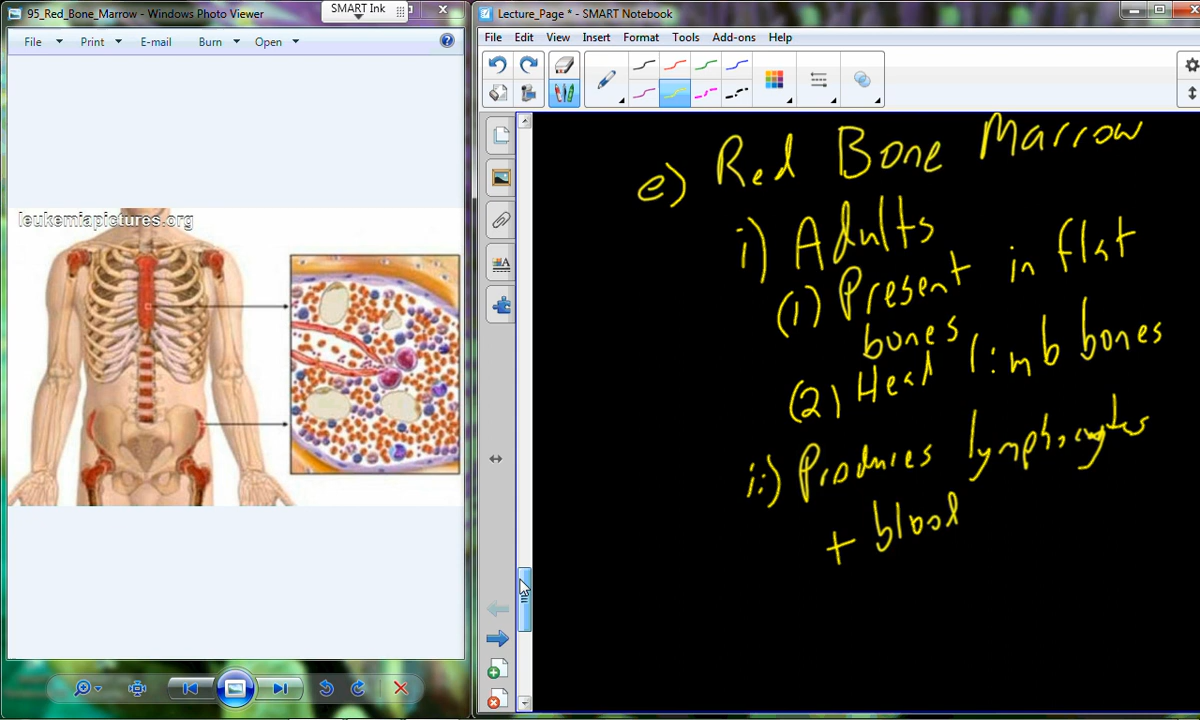 95_Red_Bone_Marrow - Windows Photo Viewer
SMART Ink
File Print E-mail Burn Open
leukemiapictures.org
Lecture_Page * - SMART Notebook
File Edit View Insert Format Tools Add-ons Help
e) Red Bone Marrow
i) Adults
(1) Present in flat
bones
(2) Head limb bones
ii) Produces lymphocytes
+ blood